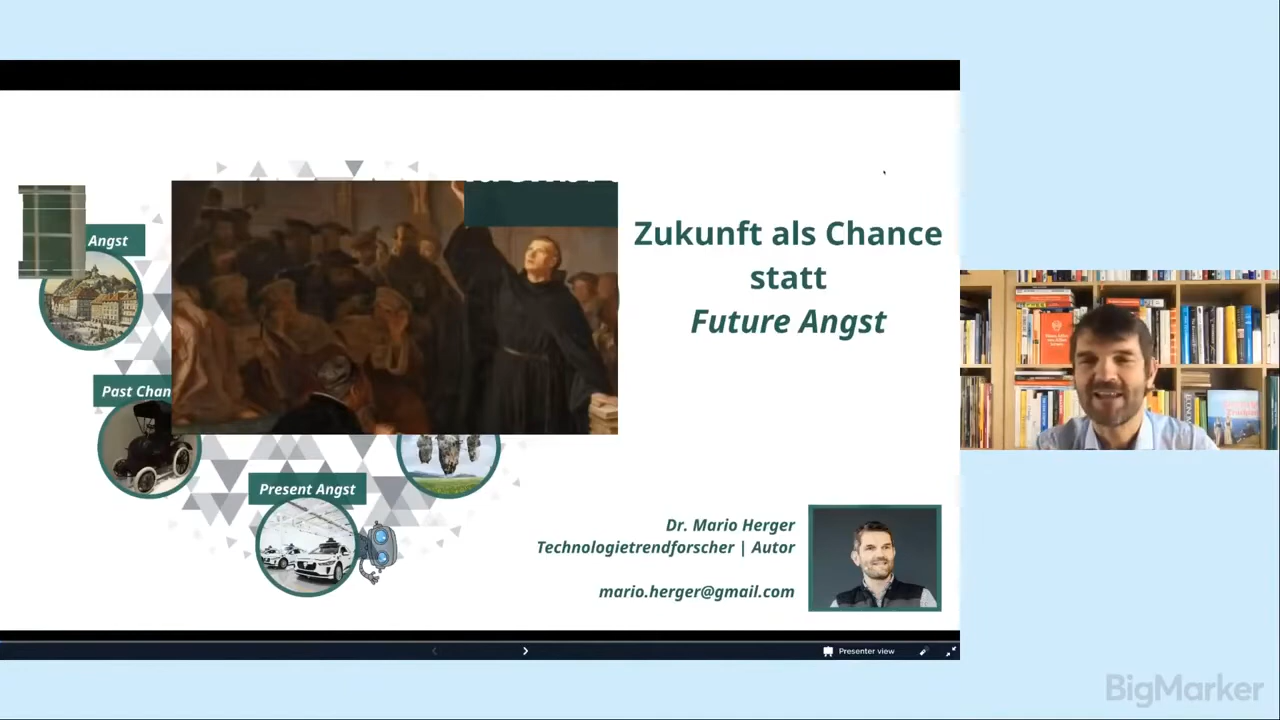 Angst
Past Chan
Present Angst
Zukunft als Chance
statt
Future Angst
Dr. Mario Herger
Technologietrendforscher | Autor
mario.herger@gmail.com
Presenter view
BigMarker